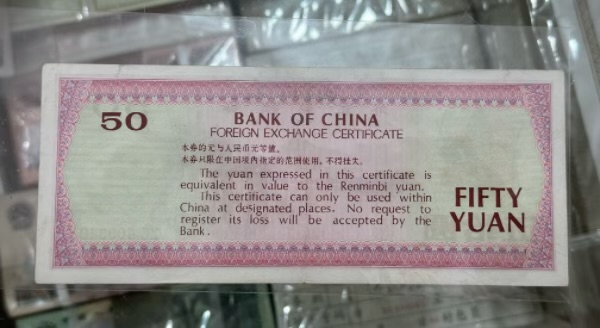 50
BANK OF CHINA
FOREIGN EXCHANGE CERTIFICATE
本券的元与人民币元等值。
本券只限在中国境内指定的范围使用。不得挂失。
The yuan expressed in this certificate is
equivalent in value to the Renminbi yuan.
This certificate can only be used within
China at designated places. No request to
register its loss will be accepted by the
Bank.
FIFTY
YUAN